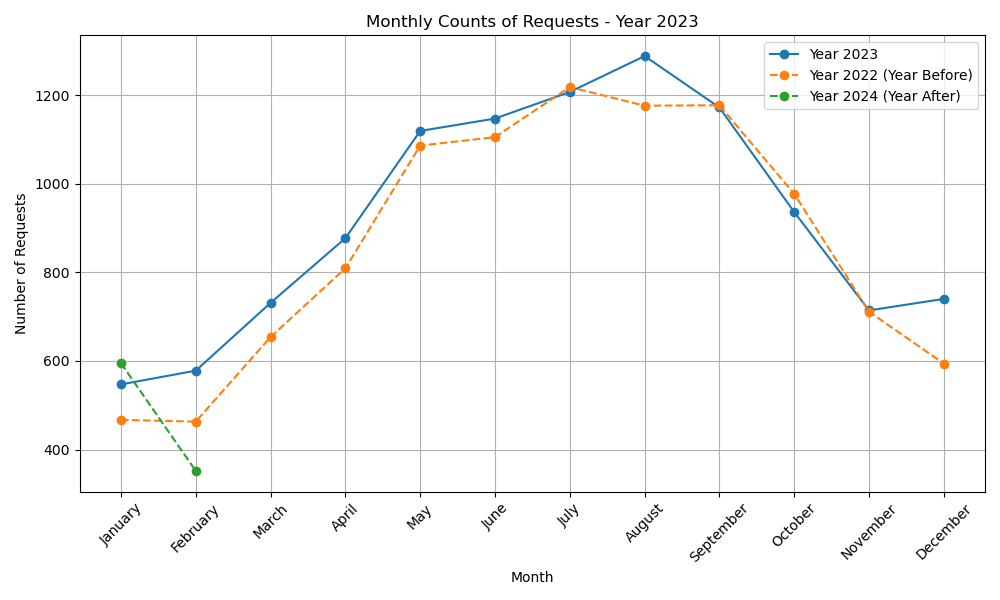 Monthly Counts of Requests - Year 2023
Year 2023
Year 2022 (Year Before)
Year 2024 (Year After)
Number of Requests
1200
1000
800
600
400
January
February
March
April
May
June
July
August
September
October
November
December
Month